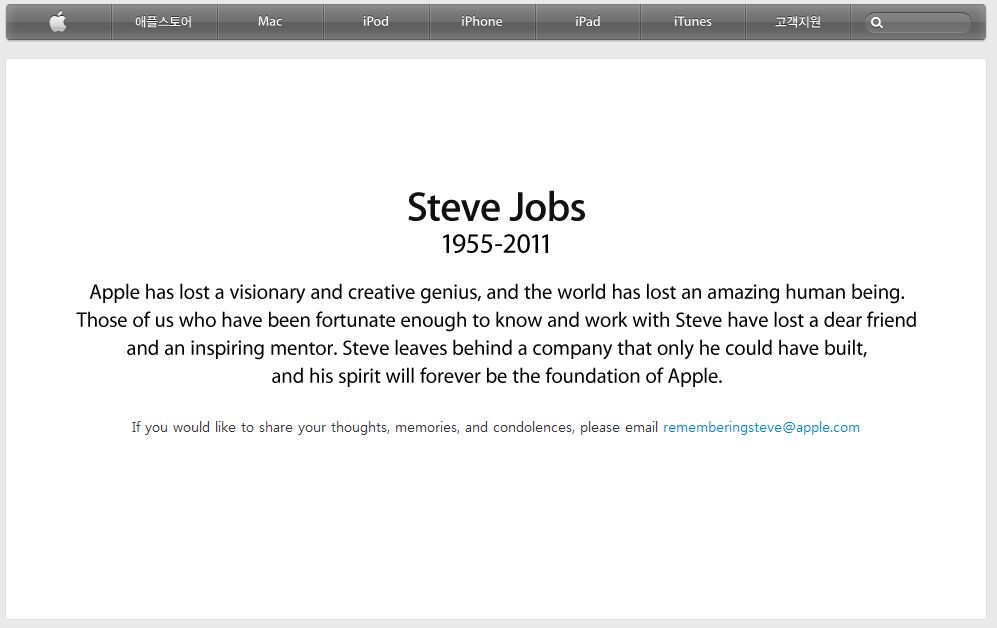 애플스토어 Mac iPod iPhone iPad iTunes 고객지원
Steve Jobs
1955-2011
Apple has lost a visionary and creative genius, and the world has lost an amazing human being.
Those of us who have been fortunate enough to know and work with Steve have lost a dear friend
and an inspiring mentor. Steve leaves behind a company that only he could have built,
and his spirit will forever be the foundation of Apple.
If you would like to share your thoughts, memories, and condolences, please email rememberingsteve@apple.com